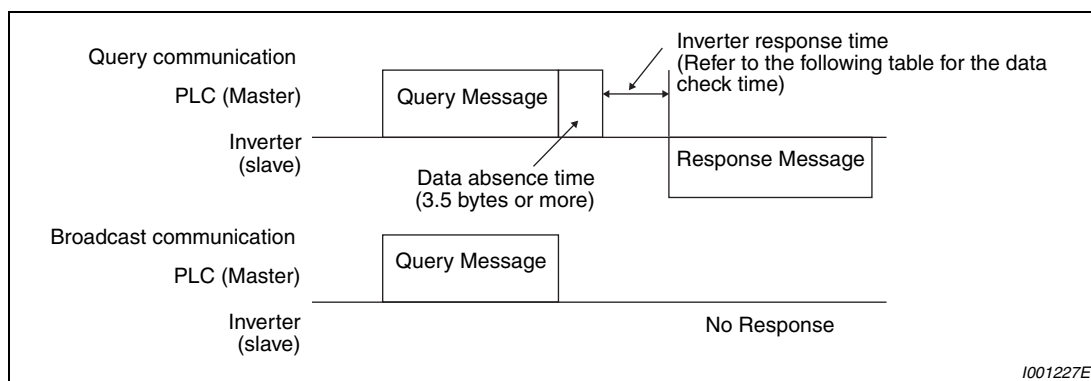 Query communication
PLC (Master)
Inverter
(slave)
Query Message
Data absence time
(3.5 bytes or more)
Inverter response time
(Refer to the following table for the data
check time)
Response Message
Broadcast communication
PLC (Master)
Inverter
(slave)
Query Message
No Response
I001227E